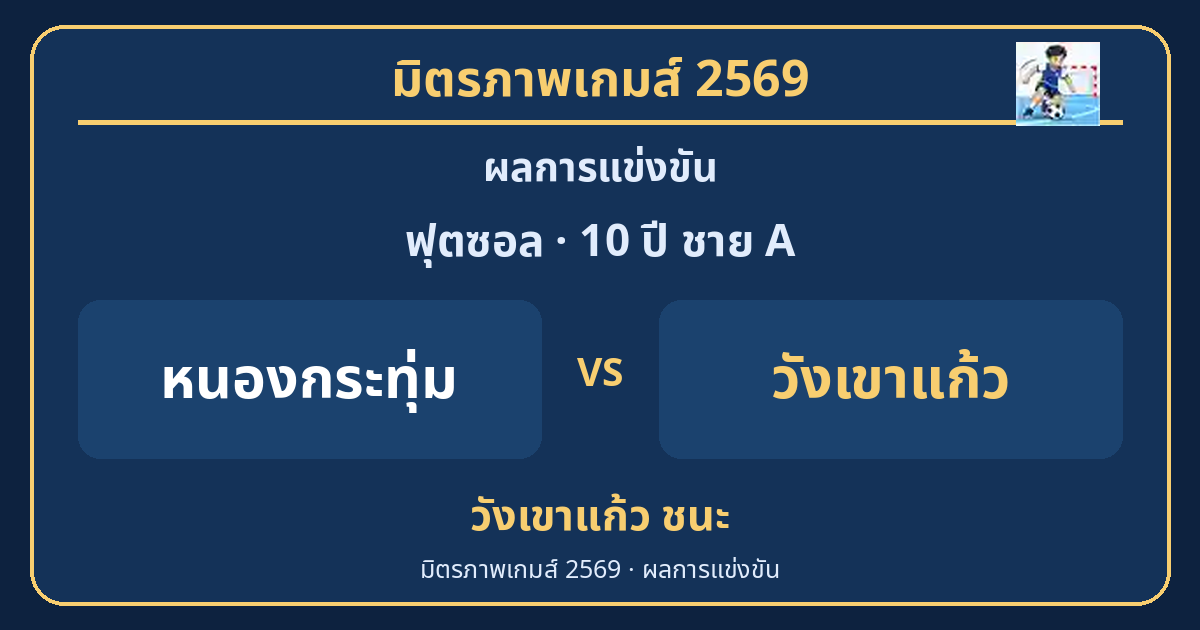 มิตรภาพเกมส์ 2569
ผลการแข่งขัน
ฟุตซอล · 10 ปี ชาย A
หนองกระทุ่ม
VS
วังเขาแก้ว
วังเขาแก้ว ชนะ
มิตรภาพเกมส์ 2569 · ผลการแข่งขัน